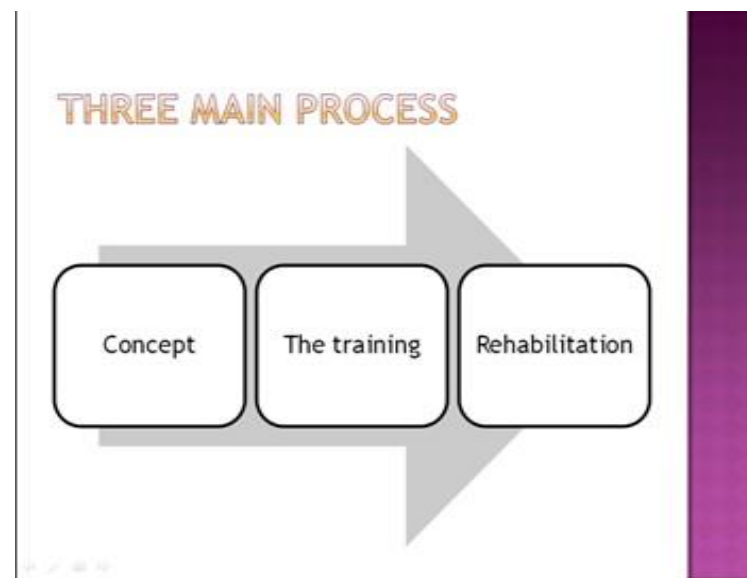 THREE MAIN PROCESS
Concept
The training
Rehabilitation